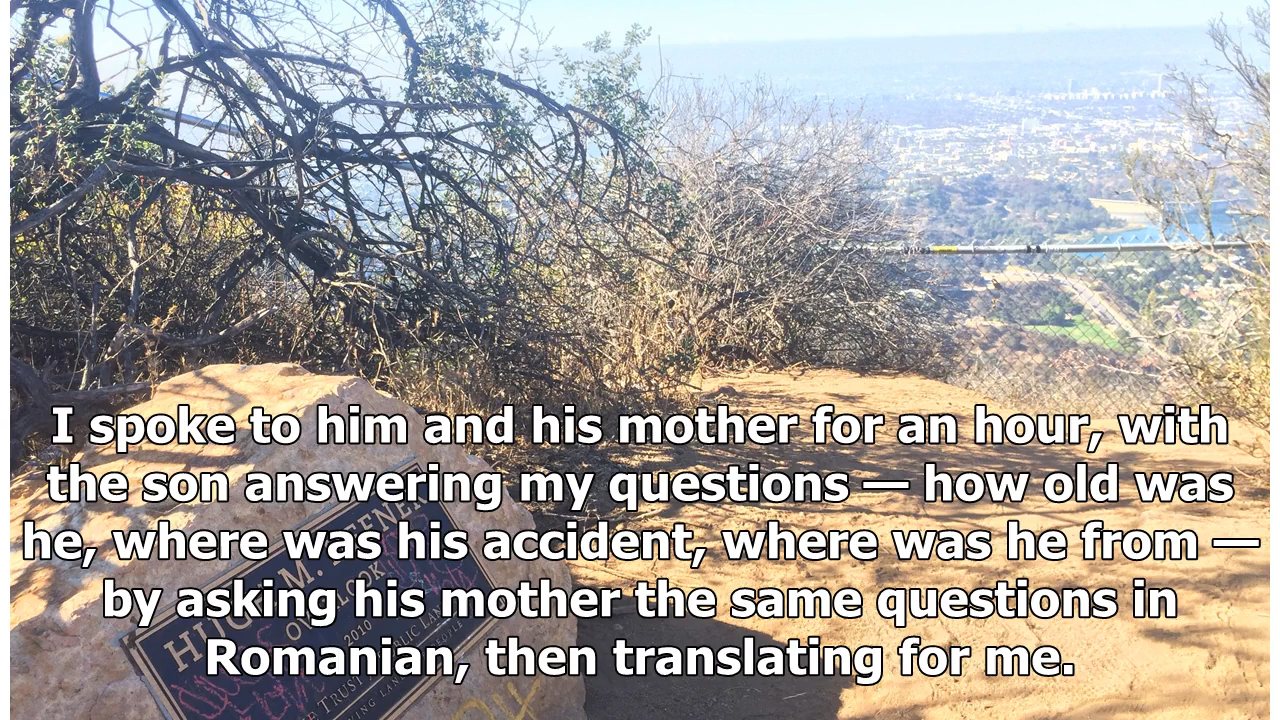 I spoke to him and his mother for an hour, with
the son answering my questions — how old was
he, where was his accident, where was he from —
by asking his mother the same questions in
Romanian, then translating for me.
2010
TRUST